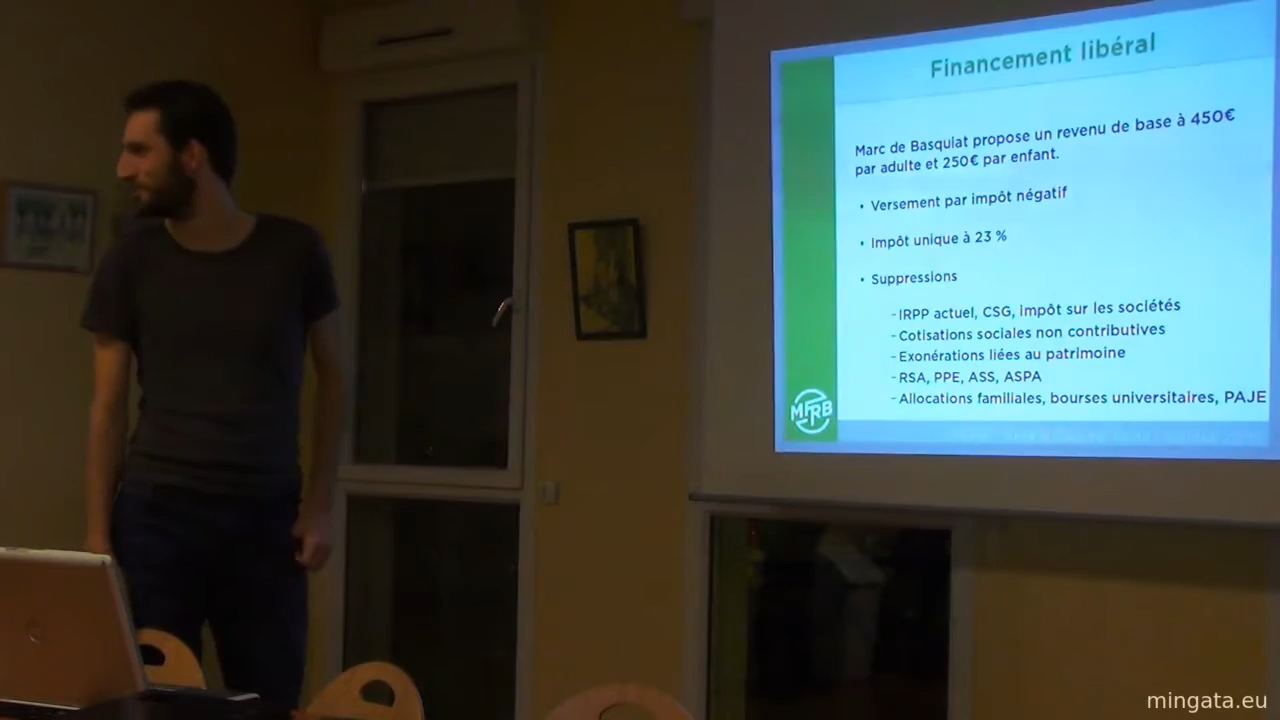 Financement libéral
Marc de Basquiat propose un revenu de base à 450€
par adulte et 250€ par enfant.
• Versement par impôt négatif
• Impôt unique à 23 %
• Suppressions
-IRPP actuel, CSG, impôt sur les sociétés
-Cotisations sociales non contributives
-Exonérations liées au patrimoine
-RSA, PPE, ASS, ASPA
-Allocations familiales, bourses universitaires, PAJE
MFRB
mingata.eu